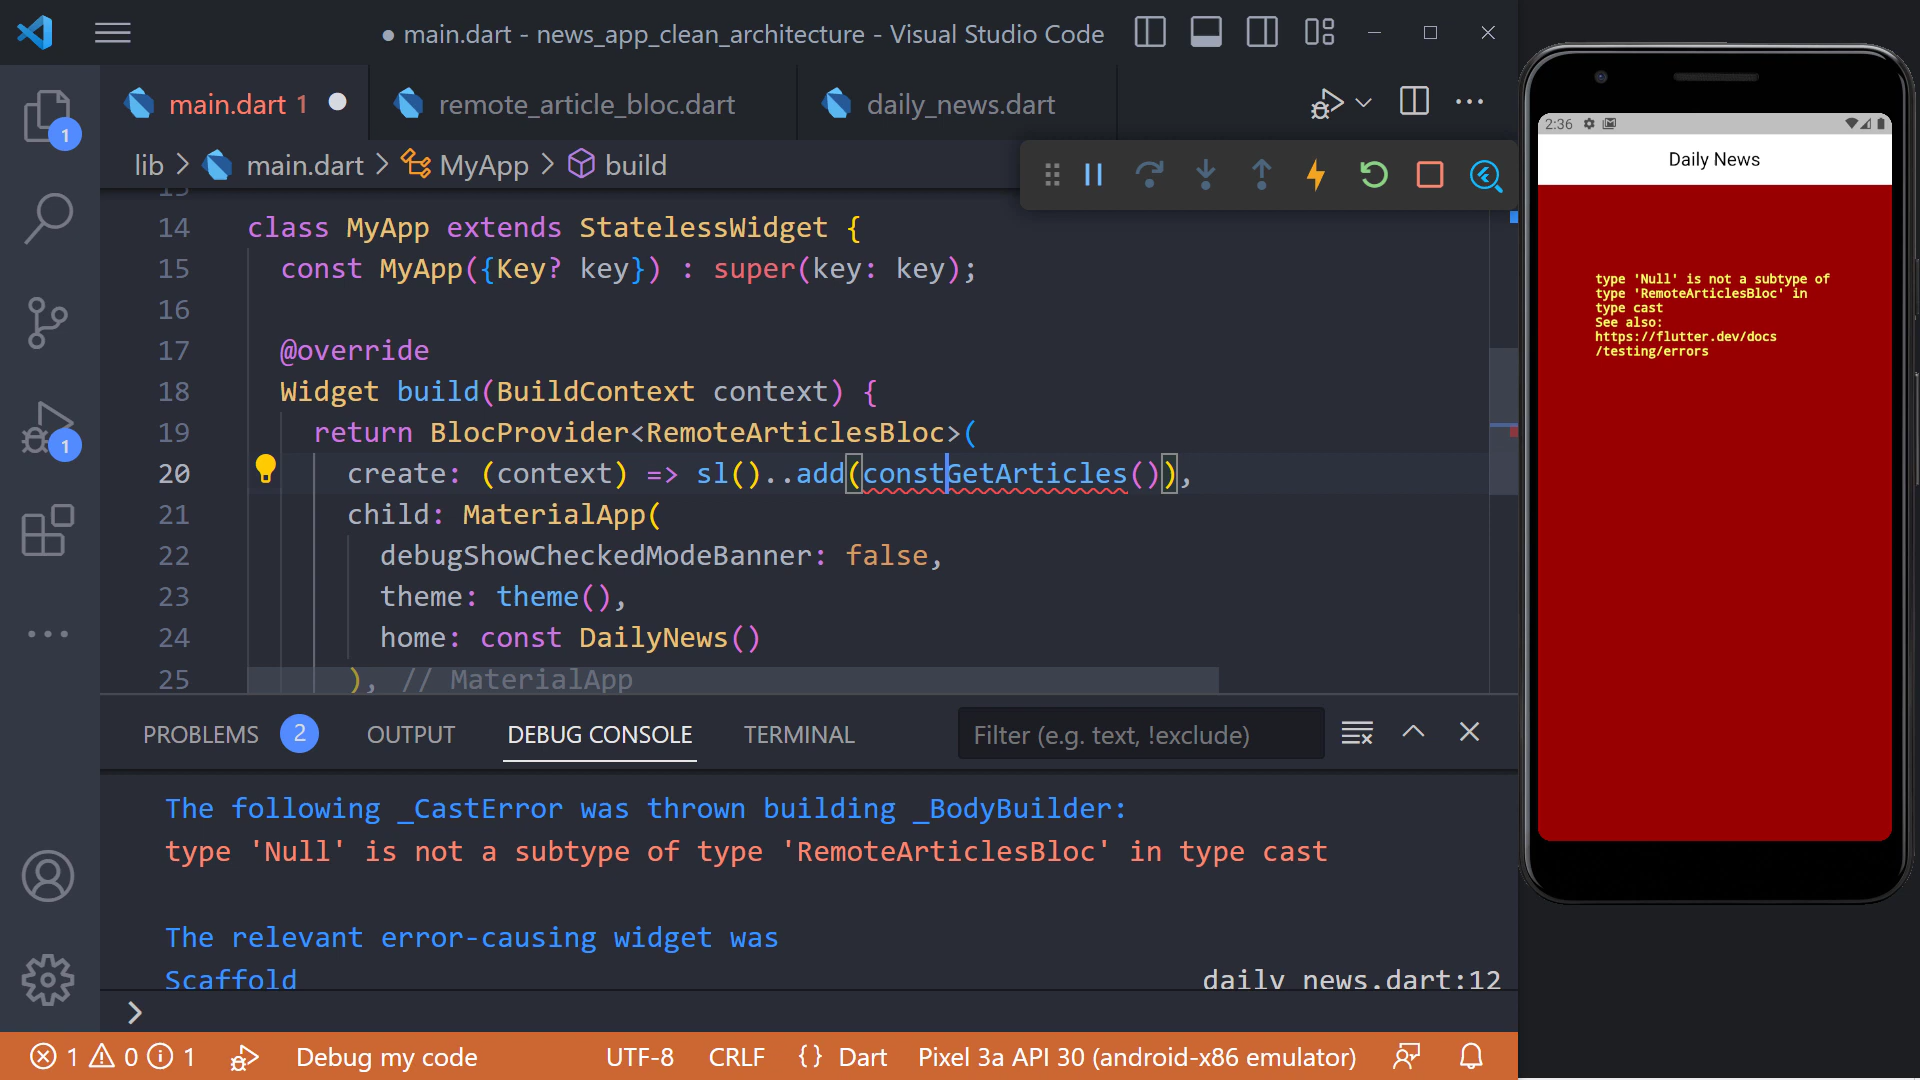 ● main.dart - news_app_clean_architecture - Visual Studio Code
main.dart 1
remote_article_bloc.dart
daily_news.dart
lib > main.dart > MyApp > build
14 class MyApp extends StatelessWidget {
15 const MyApp({Key? key}) : super(key: key);
16
17 @override
18 Widget build(BuildContext context) {
19 return BlocProvider<RemoteArticlesBloc>(
20 create: (context) => sl()..add(constGetArticles()),
21 child: MaterialApp(
22 debugShowCheckedModeBanner: false,
23 theme: theme(),
24 home: const DailyNews()
25 ), // MaterialApp
PROBLEMS 2 OUTPUT DEBUG CONSOLE TERMINAL Filter (e.g. text, !exclude)
The following _CastError was thrown building _BodyBuilder:
type 'Null' is not a subtype of type 'RemoteArticlesBloc' in type cast
The relevant error-causing widget was
Scaffold daily_news.dart:12
1
1
1 0 1 Debug my code UTF-8 CRLF {} Dart Pixel 3a API 30 (android-x86 emulator)
2:36
Daily News
type 'Null' is not a subtype of
type 'RemoteArticlesBloc' in
type cast
See also:
https://flutter.dev/docs
/testing/errors